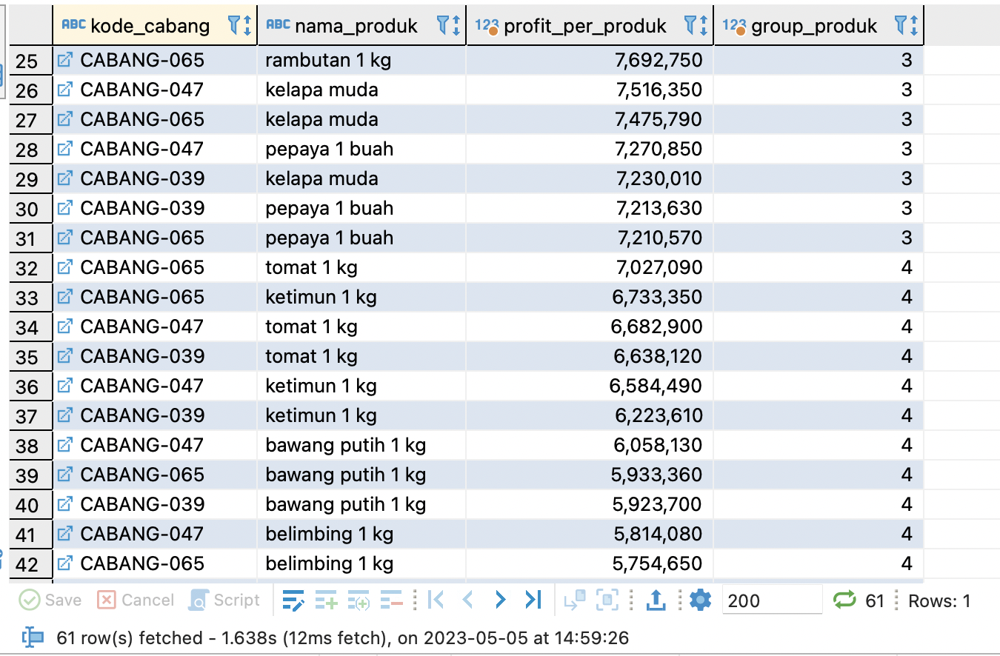 ABC kode_cabang ABC nama_produk 123 profit_per_produk 123 group_produk
25 CABANG-065 rambutan 1 kg 7,692,750 3
26 CABANG-047 kelapa muda 7,516,350 3
27 CABANG-065 kelapa muda 7,475,790 3
28 CABANG-047 pepaya 1 buah 7,270,850 3
29 CABANG-039 kelapa muda 7,230,010 3
30 CABANG-039 pepaya 1 buah 7,213,630 3
31 CABANG-065 pepaya 1 buah 7,210,570 3
32 CABANG-065 tomat 1 kg 7,027,090 4
33 CABANG-065 ketimun 1 kg 6,733,350 4
34 CABANG-047 tomat 1 kg 6,682,900 4
35 CABANG-039 tomat 1 kg 6,638,120 4
36 CABANG-047 ketimun 1 kg 6,584,490 4
37 CABANG-039 ketimun 1 kg 6,223,610 4
38 CABANG-047 bawang putih 1 kg 6,058,130 4
39 CABANG-065 bawang putih 1 kg 5,933,360 4
40 CABANG-039 bawang putih 1 kg 5,923,700 4
41 CABANG-047 belimbing 1 kg 5,814,080 4
42 CABANG-065 belimbing 1 kg 5,754,650 4
Save Cancel Script 200 61 Rows: 1
61 row(s) fetched - 1.638s (12ms fetch), on 2023-05-05 at 14:59:26